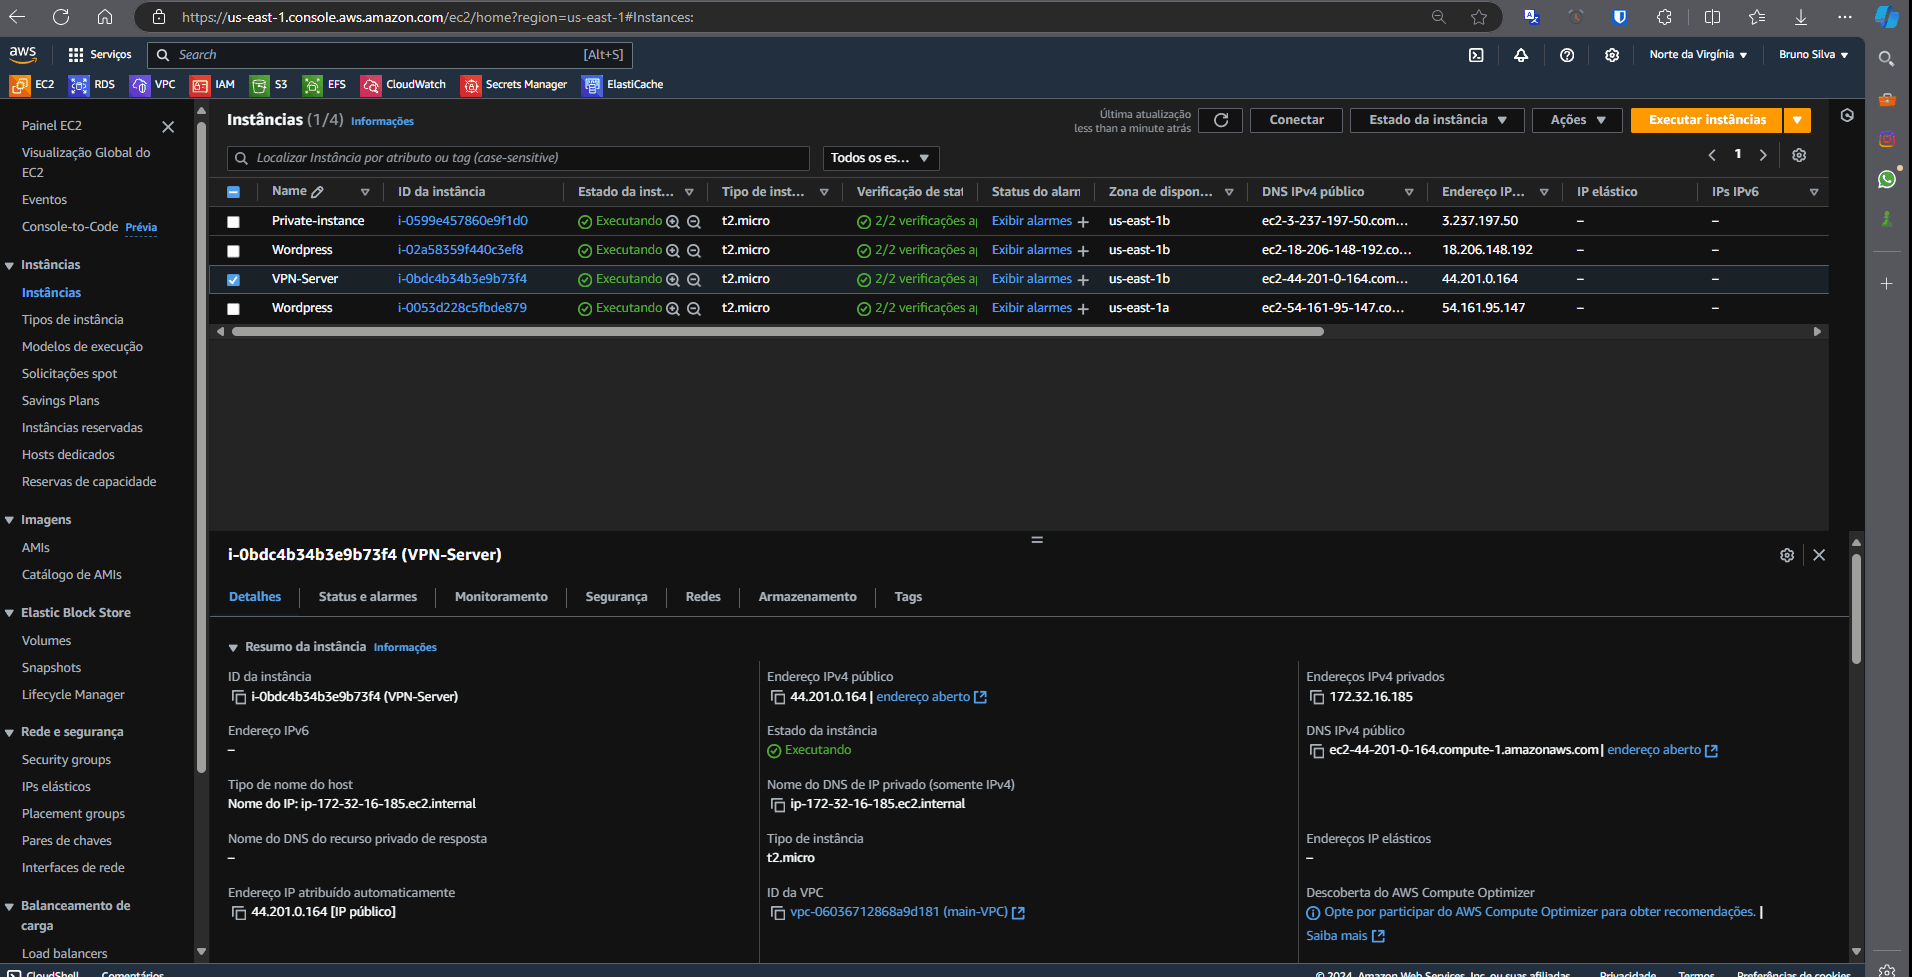 https://us-east-1.console.aws.amazon.com/ec2/home?region=us-east-1#Instances:
aws
Serviços
Search
[Alt+S]
Norte da Virgínia
Bruno Silva
EC2
RDS
VPC
IAM
S3
EFS
CloudWatch
Secrets Manager
ElastiCache
Painel EC2
Visualização Global do
EC2
Eventos
Console-to-Code Prévia
Instâncias
Instâncias
Tipos de instância
Modelos de execução
Solicitações spot
Savings Plans
Instâncias reservadas
Hosts dedicados
Reservas de capacidade
Imagens
AMIs
Catálogo de AMIs
Elastic Block Store
Volumes
Snapshots
Lifecycle Manager
Rede e segurança
Security groups
IPs elásticos
Placement groups
Pares de chaves
Interfaces de rede
Balanceamento de
carga
Load balancers
Instâncias (1/4) Informações
Última atualização
less than a minute atrás
Conectar
Estado da instância
Ações
Executar instâncias
Localizar Instância por atributo ou tag (case-sensitive)
Todos os es...
1
Name ID da instância Estado da inst... Tipo de inst... Verificação de stat Status do alarn Zona de dispon... DNS IPv4 público Endereço IP... IP elástico IPs IPv6
Private-instance i-0599e457860e9f1d0 Executando t2.micro 2/2 verificações a Exibir alarmes + us-east-1b ec2-3-237-197-50.com... 3.237.197.50 – –
Wordpress i-02a58359f440c3ef8 Executando t2.micro 2/2 verificações a Exibir alarmes + us-east-1b ec2-18-206-148-192.co... 18.206.148.192 – –
VPN-Server i-0bdc4b34b3e9b73f4 Executando t2.micro 2/2 verificações a Exibir alarmes + us-east-1b ec2-44-201-0-164.com... 44.201.0.164 – –
Wordpress i-0053d228c5fbde879 Executando t2.micro 2/2 verificações a Exibir alarmes + us-east-1a ec2-54-161-95-147.co... 54.161.95.147 – –
i-0bdc4b34b3e9b73f4 (VPN-Server)
Detalhes
Status e alarmes
Monitoramento
Segurança
Redes
Armazenamento
Tags
Resumo da instância Informações
ID da instância
i-0bdc4b34b3e9b73f4 (VPN-Server)
Endereço IPv4 público
44.201.0.164 | endereço aberto
Endereços IPv4 privados
172.32.16.185
Endereço IPv6
–
Estado da instância
Executando
DNS IPv4 público
ec2-44-201-0-164.compute-1.amazonaws.com | endereço aberto
Tipo de nome do host
Nome do IP: ip-172-32-16-185.ec2.internal
Nome do DNS de IP privado (somente IPv4)
ip-172-32-16-185.ec2.internal
Nome do DNS do recurso privado de resposta
–
Tipo de instância
t2.micro
Endereços IP elásticos
–
Endereço IP atribuído automaticamente
44.201.0.164 [IP público]
ID da VPC
vpc-06036712868a9d181 (main-VPC)
Descoberta do AWS Compute Optimizer
Opte por participar do AWS Compute Optimizer para obter recomendações. |
Saiba mais
CloudShell
Comentários
© 2024, Amazon Web Services, Inc. ou suas afiliadas.
Privacidade
Termos
Preferências de cookies